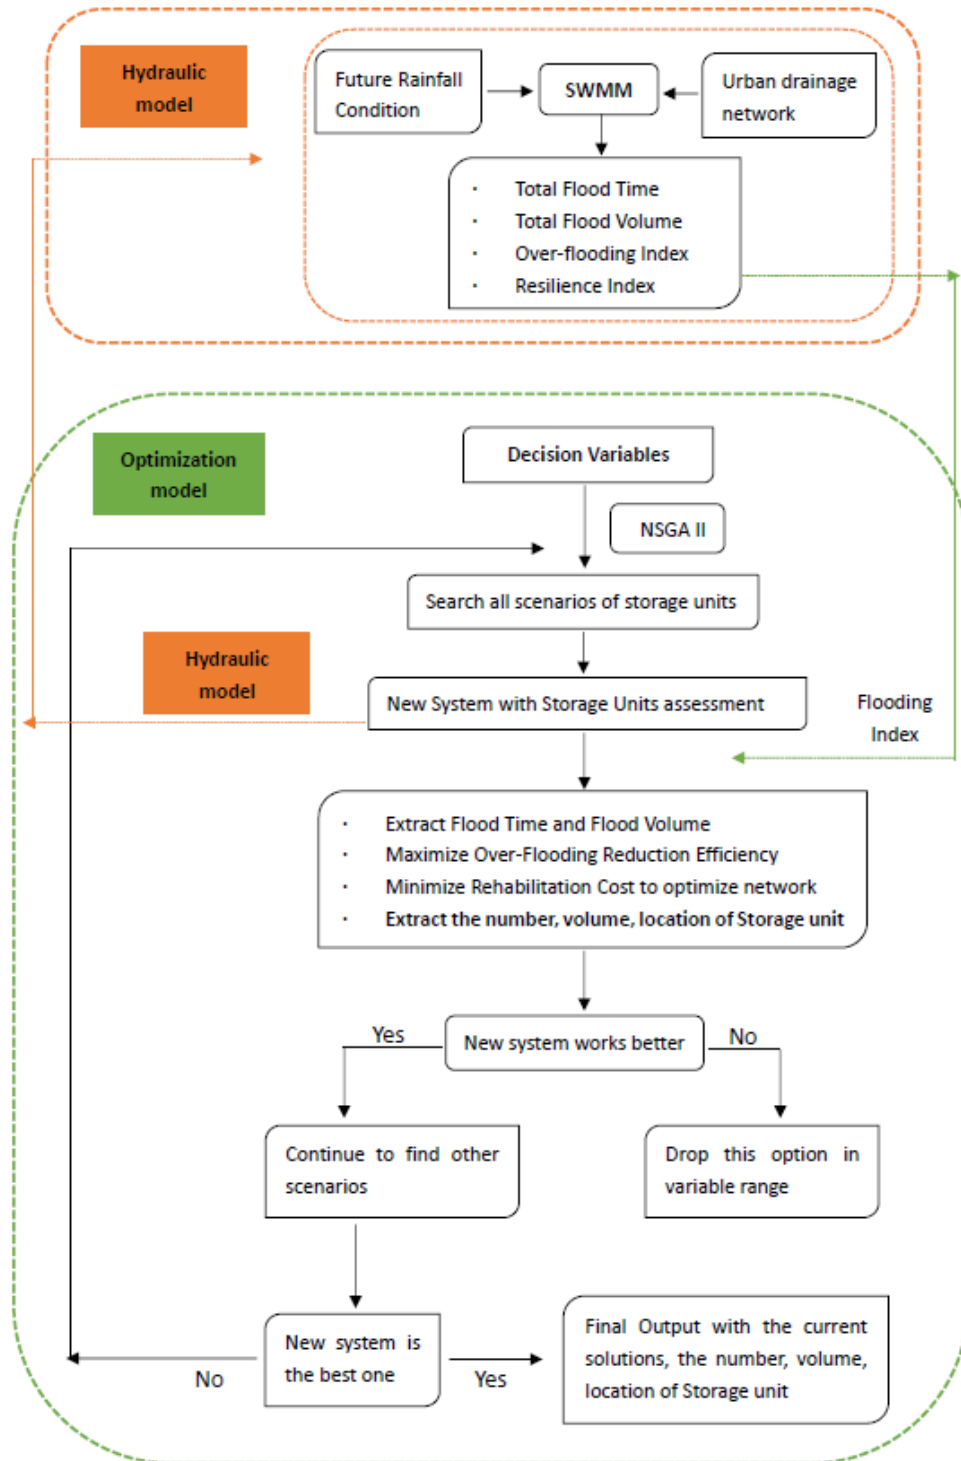 Hydraulic
model
Future Rainfall
Condition
SWMM
Urban drainage
network
· Total Flood Time
· Total Flood Volume
· Over-flooding Index
· Resilience Index
Optimization
model
Decision Variables
NSGA II
Search all scenarios of storage units
Hydraulic
model
New System with Storage Units assessment
Flooding
Index
· Extract Flood Time and Flood Volume
· Maximize Over-Flooding Reduction Efficiency
· Minimize Rehabilitation Cost to optimize network
· Extract the number, volume, location of Storage unit
Yes
New system works better
No
Continue to find other
scenarios
Drop this option in
variable range
New system is
the best one
No
Yes
Final Output with the current
solutions, the number, volume,
location of Storage unit